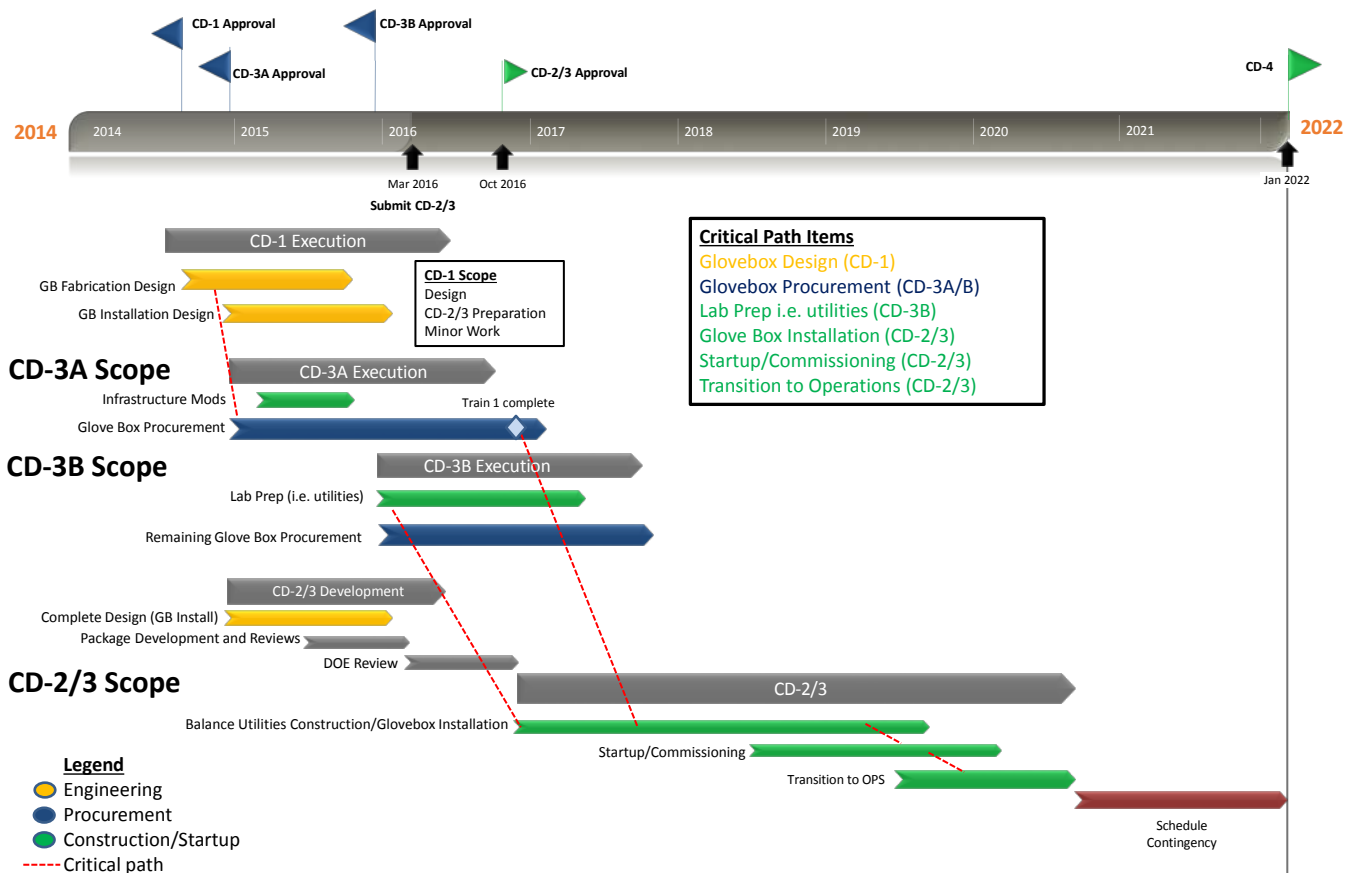 CD-1 Approval
CD-3B Approval
CD-3A Approval
CD-2/3 Approval
CD-4
2014
2014
2015
2016
2017
2018
2019
2020
2021
2022
Mar 2016
Oct 2016
Jan 2022
Submit CD-2/3
CD-1 Execution
GB Fabrication Design
GB Installation Design
CD-1 Scope
Design
CD-2/3 Preparation
Minor Work
Critical Path Items
Glovebox Design (CD-1)
Glovebox Procurement (CD-3A/B)
Lab Prep i.e. utilities (CD-3B)
Glove Box Installation (CD-2/3)
Startup/Commissioning (CD-2/3)
Transition to Operations (CD-2/3)
CD-3A Scope
CD-3A Execution
Infrastructure Mods
Train 1 complete
Glove Box Procurement
CD-3B Scope
CD-3B Execution
Lab Prep (i.e. utilities)
Remaining Glove Box Procurement
CD-2/3 Development
Complete Design (GB Install)
Package Development and Reviews
DOE Review
CD-2/3 Scope
CD-2/3
Balance Utilities Construction/Glovebox Installation
Startup/Commissioning
Transition to OPS
Schedule
Contingency
Legend
Engineering
Procurement
Construction/Startup
Critical path